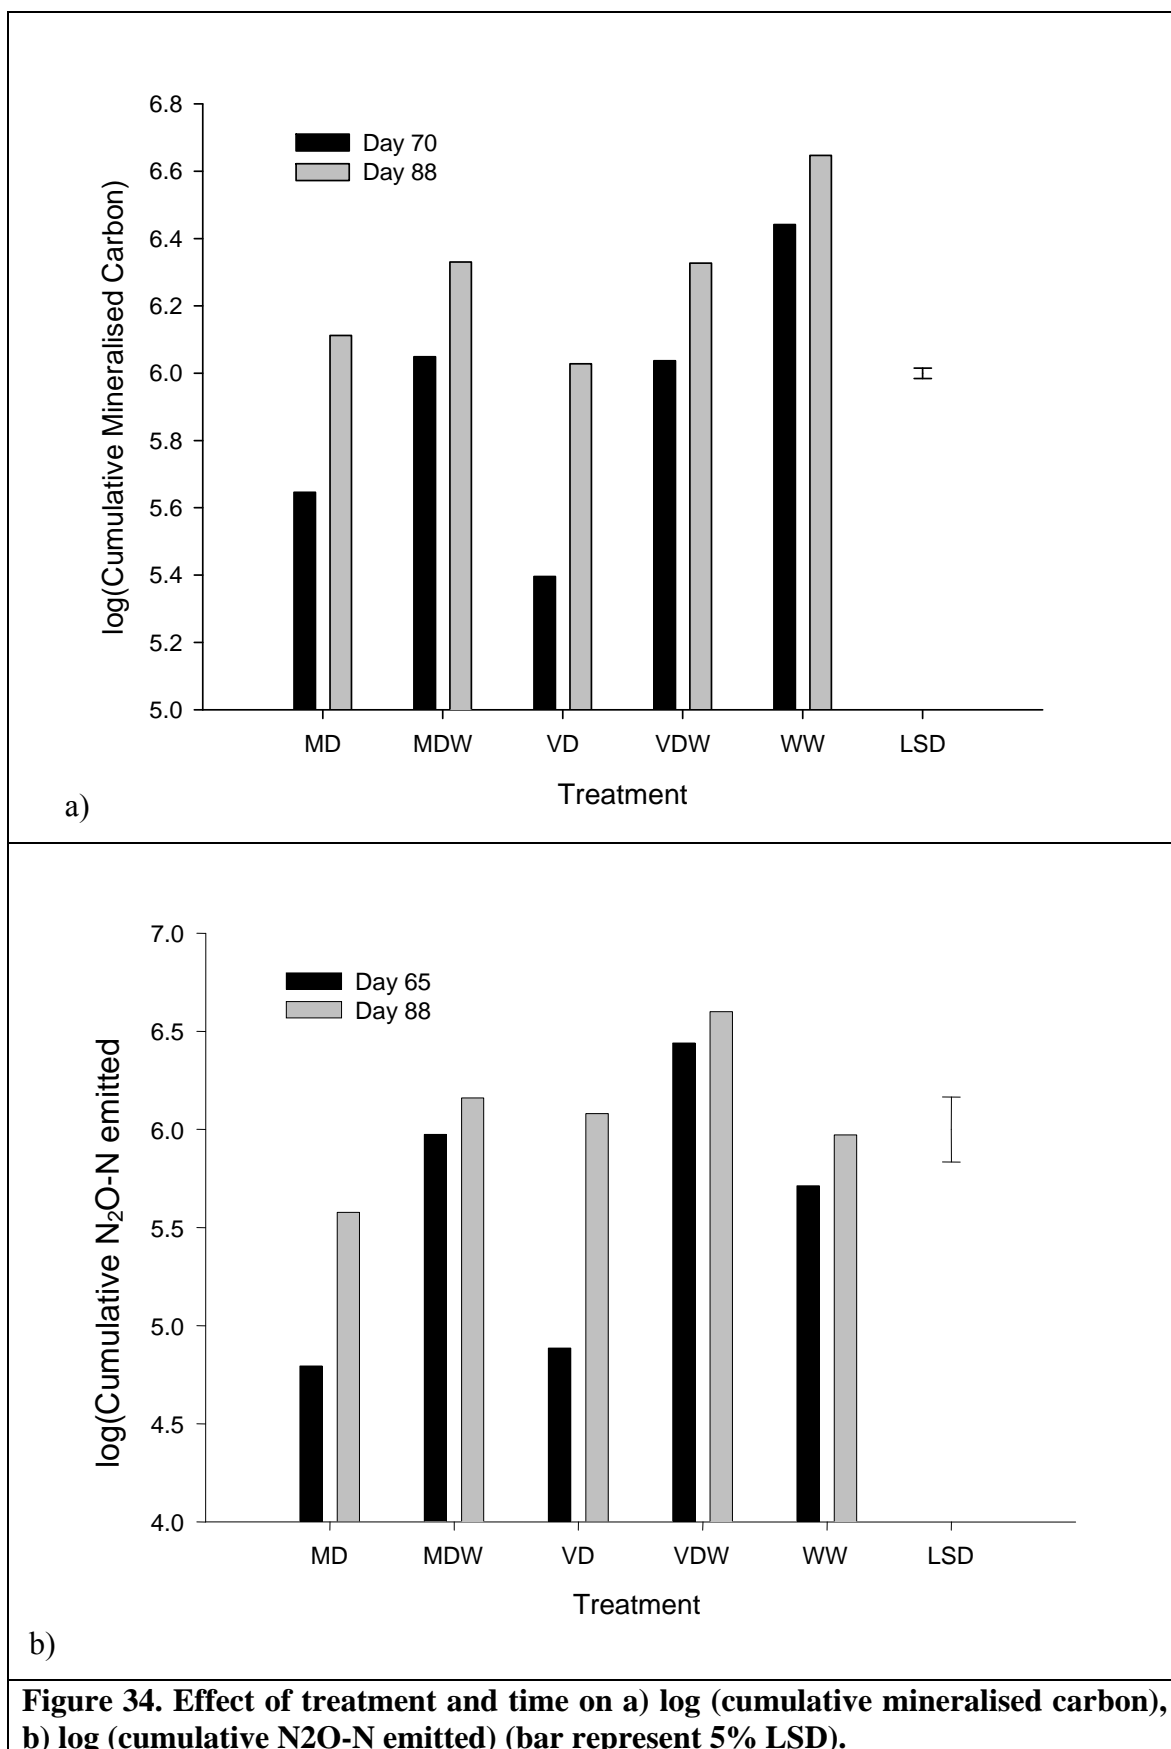 6.8
6.6
6.4
6.2
6.0
5.8
5.6
5.4
5.2
5.0
log(Cumulative Mineralised Carbon)
Day 70
Day 88
MD MDW VD VDW WW LSD
Treatment
a)
7.0
6.5
6.0
5.5
5.0
4.5
4.0
log(Cumulative N₂O-N emitted
Day 65
Day 88
MD MDW VD VDW WW LSD
Treatment
b)
Figure 34. Effect of treatment and time on a) log (cumulative mineralised carbon),
b) log (cumulative N2O-N emitted) (bar represent 5% LSD).